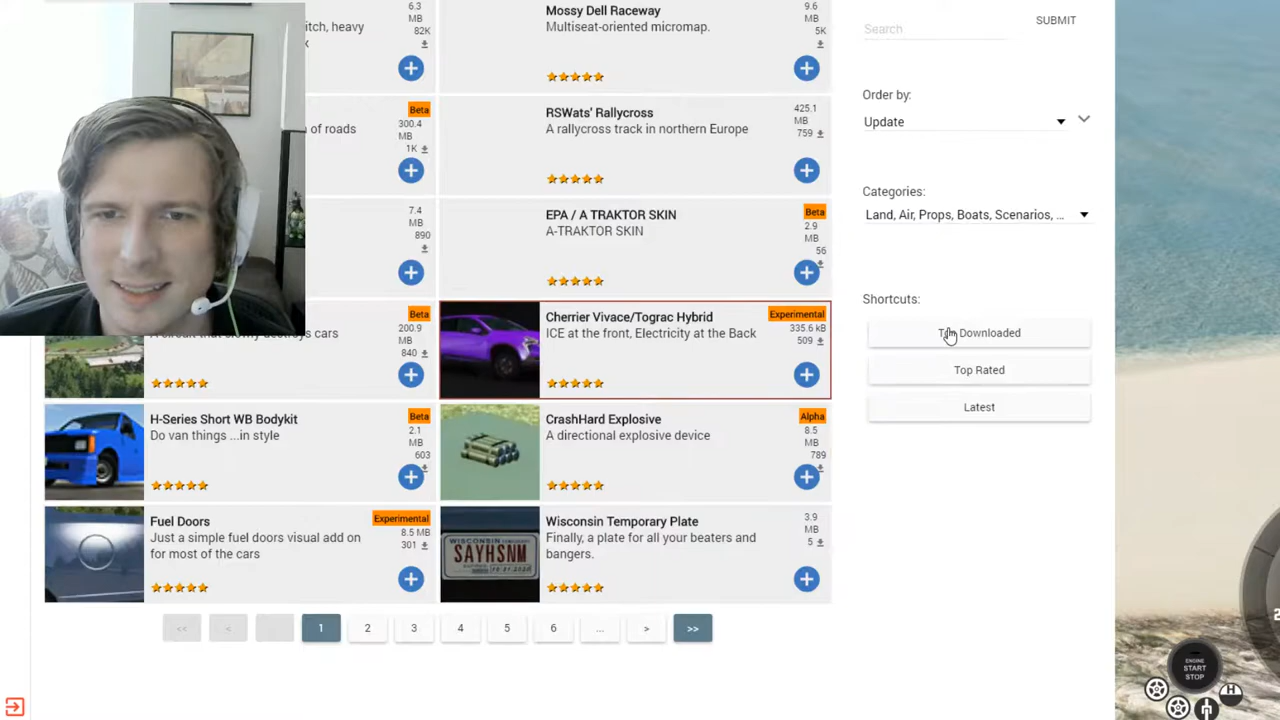 itch, heavy
6.3
MB
82K
Mossy Dell Raceway
Multiseat-oriented micromap.
9.6
MB
5K
Search
SUBMIT
Beta
of roads
300.4
MB
1K
RSWats' Rallycross
A rallycross track in northern Europe
425.1
MB
759
Order by:
Update
7.4
MB
890
EPA / A TRAKTOR SKIN
A-TRAKTOR SKIN
Beta
2.9
MB
56
Categories:
Land, Air, Props, Boats, Scenarios, ...
Beta
cars
200.9
MB
840
Cherrier Vivace/Tograc Hybrid
ICE at the front, Electricity at the Back
Experimental
335.6 kB
509
Shortcuts:
Downloaded
Top Rated
Latest
H-Series Short WB Bodykit
Do van things ...in style
Beta
2.1
MB
603
CrashHard Explosive
A directional explosive device
Alpha
8.5
MB
789
Fuel Doors
Just a simple fuel doors visual add on
for most of the cars
Experimental
8.5 MB
301
WISCONSIN
SAYHSNM
Wisconsin Temporary Plate
Finally, a plate for all your beaters and
bangers.
3.9
MB
5
<< < 1 2 3 4 5 6 ... > >>
ENGINE
START
STOP
H
2